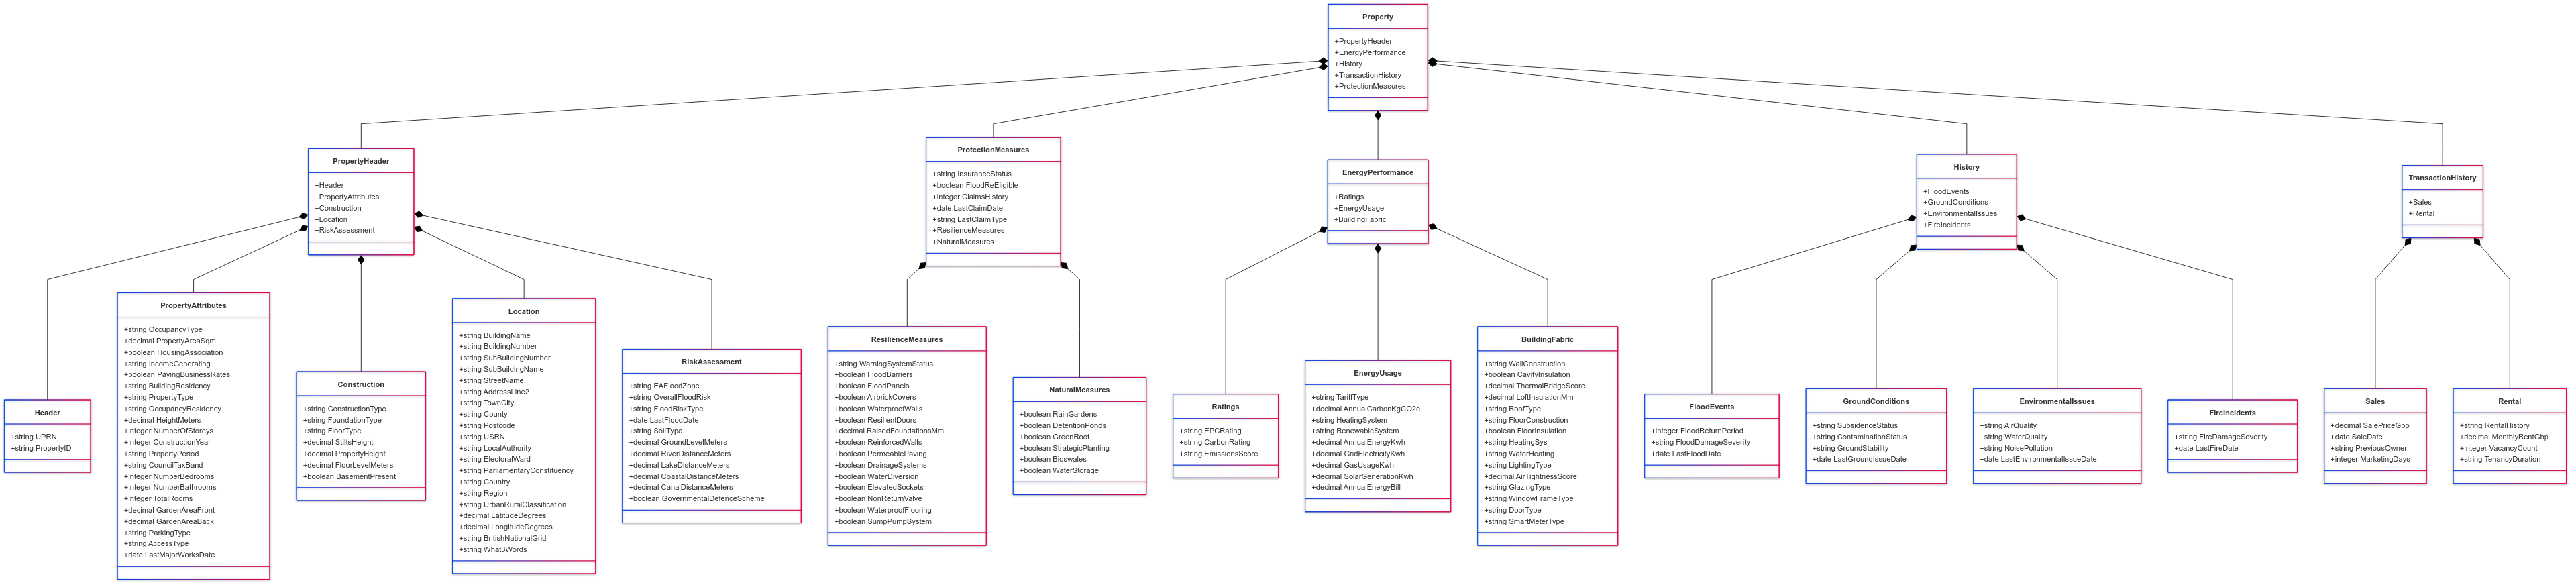 Property
+PropertyHeader
+EnergyPerformance
+History
+TransactionHistory
+ProtectionMeasures
PropertyHeader
+Header
+PropertyAttributes
+Construction
+Location
+RiskAssessment
ProtectionMeasures
+string InsuranceStatus
+boolean FloodReEligible
+integer ClaimsHistory
+date LastClaimDate
+string LastClaimType
+ResilienceMeasures
+NaturalMeasures
EnergyPerformance
+Ratings
+EnergyUsage
+BuildingFabric
History
+FloodEvents
+GroundConditions
+EnvironmentalIssues
+FireIncidents
TransactionHistory
+Sales
+Rental
Header
+string UPRN
+string PropertyID
PropertyAttributes
+string OccupancyType
+decimal PropertyAreaSqm
+boolean HousingAssociation
+string IncomeGenerating
+boolean PayingBusinessRates
+string BuildingResidency
+string PropertyType
+string OccupancyResidency
+decimal HeightMeters
+integer NumberOfStoreys
+integer ConstructionYear
+string PropertyPeriod
+string CouncilTaxBand
+integer NumberBedrooms
+integer NumberBathrooms
+integer TotalRooms
+decimal GardenAreaFront
+decimal GardenAreaBack
+string ParkingType
+string AccessType
+date LastMajorWorksDate
Construction
+string ConstructionType
+string FoundationType
+string FloorType
+decimal StiltsHeight
+decimal PropertyHeight
+decimal FloorLevelMeters
+boolean BasementPresent
Location
+string BuildingName
+string BuildingNumber
+string SubBuildingNumber
+string SubBuildingName
+string StreetName
+string AddressLine2
+string TownCity
+string County
+string Postcode
+string USRN
+string LocalAuthority
+string ElectoralWard
+string ParliamentaryConstituency
+string Country
+string Region
+string UrbanRuralClassification
+decimal LatitudeDegrees
+decimal LongitudeDegrees
+string BritishNationalGrid
+string What3Words
RiskAssessment
+string EAFloodZone
+string OverallFloodRisk
+string FloodRiskType
+date LastFloodDate
+string SoilType
+decimal GroundLevelMeters
+decimal RiverDistanceMeters
+decimal LakeDistanceMeters
+decimal CoastalDistanceMeters
+decimal CanalDistanceMeters
+boolean GovernmentalDefenceScheme
ResilienceMeasures
+string WarningSystemStatus
+boolean FloodBarriers
+boolean FloodPanels
+boolean AirbrickCovers
+boolean WaterproofWalls
+boolean ResilientDoors
+decimal RaisedFoundationsMm
+boolean ReinforcedWalls
+boolean PermeablePaving
+boolean DrainageSystems
+boolean WaterDiversion
+boolean ElevatedSockets
+boolean NonReturnValve
+boolean WaterproofFlooring
+boolean SumpPumpSystem
NaturalMeasures
+boolean RainGardens
+boolean DetentionPonds
+boolean GreenRoof
+boolean StrategicPlanting
+boolean Bioswales
+boolean WaterStorage
Ratings
+string EPCRating
+string CarbonRating
+string EmissionsScore
EnergyUsage
+string TariffType
+decimal AnnualCarbonKgCO2e
+string HeatingSystem
+string RenewableSystem
+decimal AnnualEnergyKwh
+decimal GridElectricityKwh
+decimal GasUsageKwh
+decimal SolarGenerationKwh
+decimal AnnualEnergyBill
BuildingFabric
+string WallConstruction
+boolean CavityInsulation
+decimal ThermalBridgeScore
+decimal LoftInsulationMm
+string RoofType
+string FloorConstruction
+boolean FloorInsulation
+string HeatingSys
+string WaterHeating
+string LightingType
+decimal AirTightnessScore
+string GlazingType
+string WindowFrameType
+string DoorType
+string SmartMeterType
FloodEvents
+integer FloodReturnPeriod
+string FloodDamageSeverity
+date LastFloodDate
GroundConditions
+string SubsidenceStatus
+string ContaminationStatus
+string GroundStability
+date LastGroundIssueDate
EnvironmentalIssues
+string AirQuality
+string WaterQuality
+string NoisePollution
+date LastEnvironmentalIssueDate
FireIncidents
+string FireDamageSeverity
+date LastFireDate
Sales
+decimal SalePriceGbp
+date SaleDate
+string PreviousOwner
+integer MarketingDays
Rental
+string RentalHistory
+decimal MonthlyRentGbp
+integer VacancyCount
+string TenancyDuration